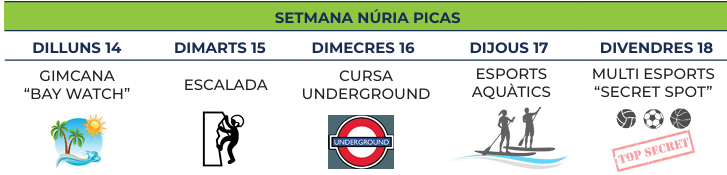 SETMANA NÚRIA PICAS
DILLUNS 14
DIMARTS 15
DIMECRES 16
DIJOUS 17
DIVENDRES 18
GIMCANA
“BAY WATCH”
ESCALADA
CURSA
UNDERGROUND
ESPORTS
AQUÀTICS
MULTI ESPORTS
“SECRET SPOT”
UNDERGROUND
TOP SECRET